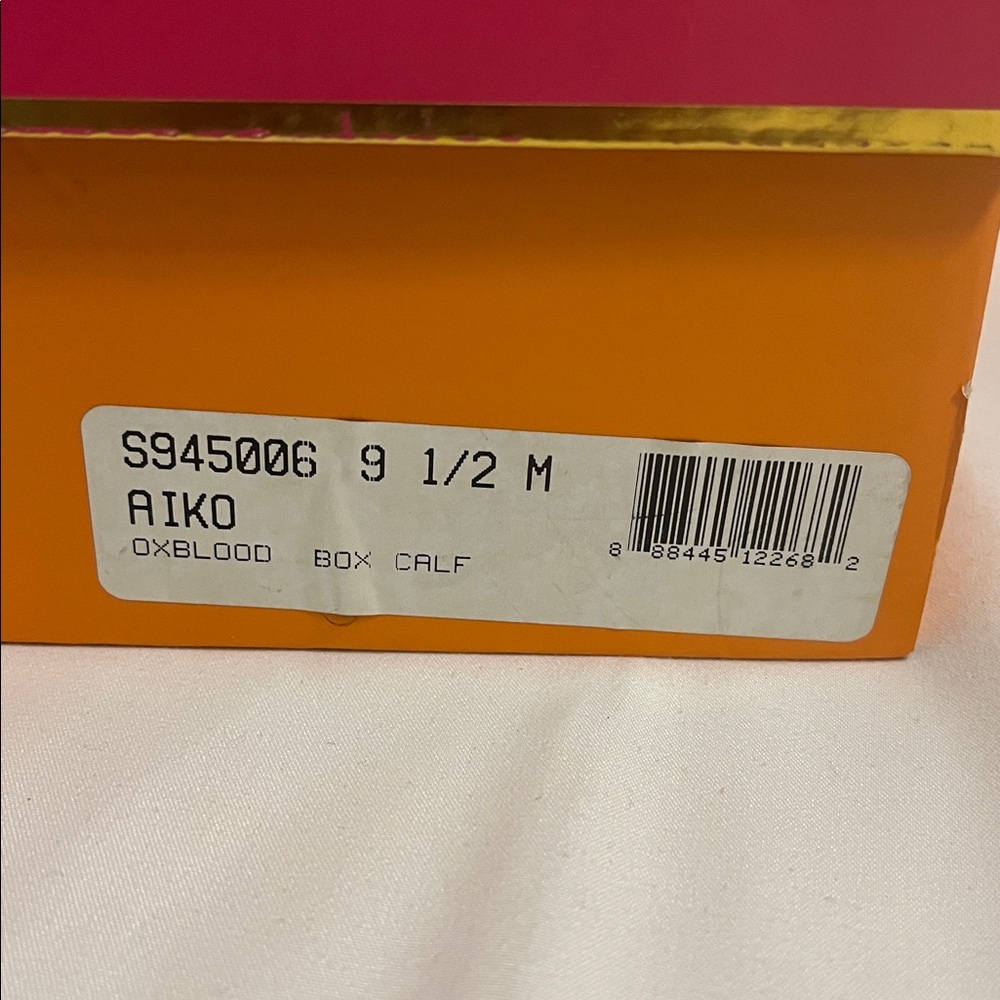 S945006 9 1/2 M
AIKO
OXBLOOD BOX CALF
8 88445 12268 2